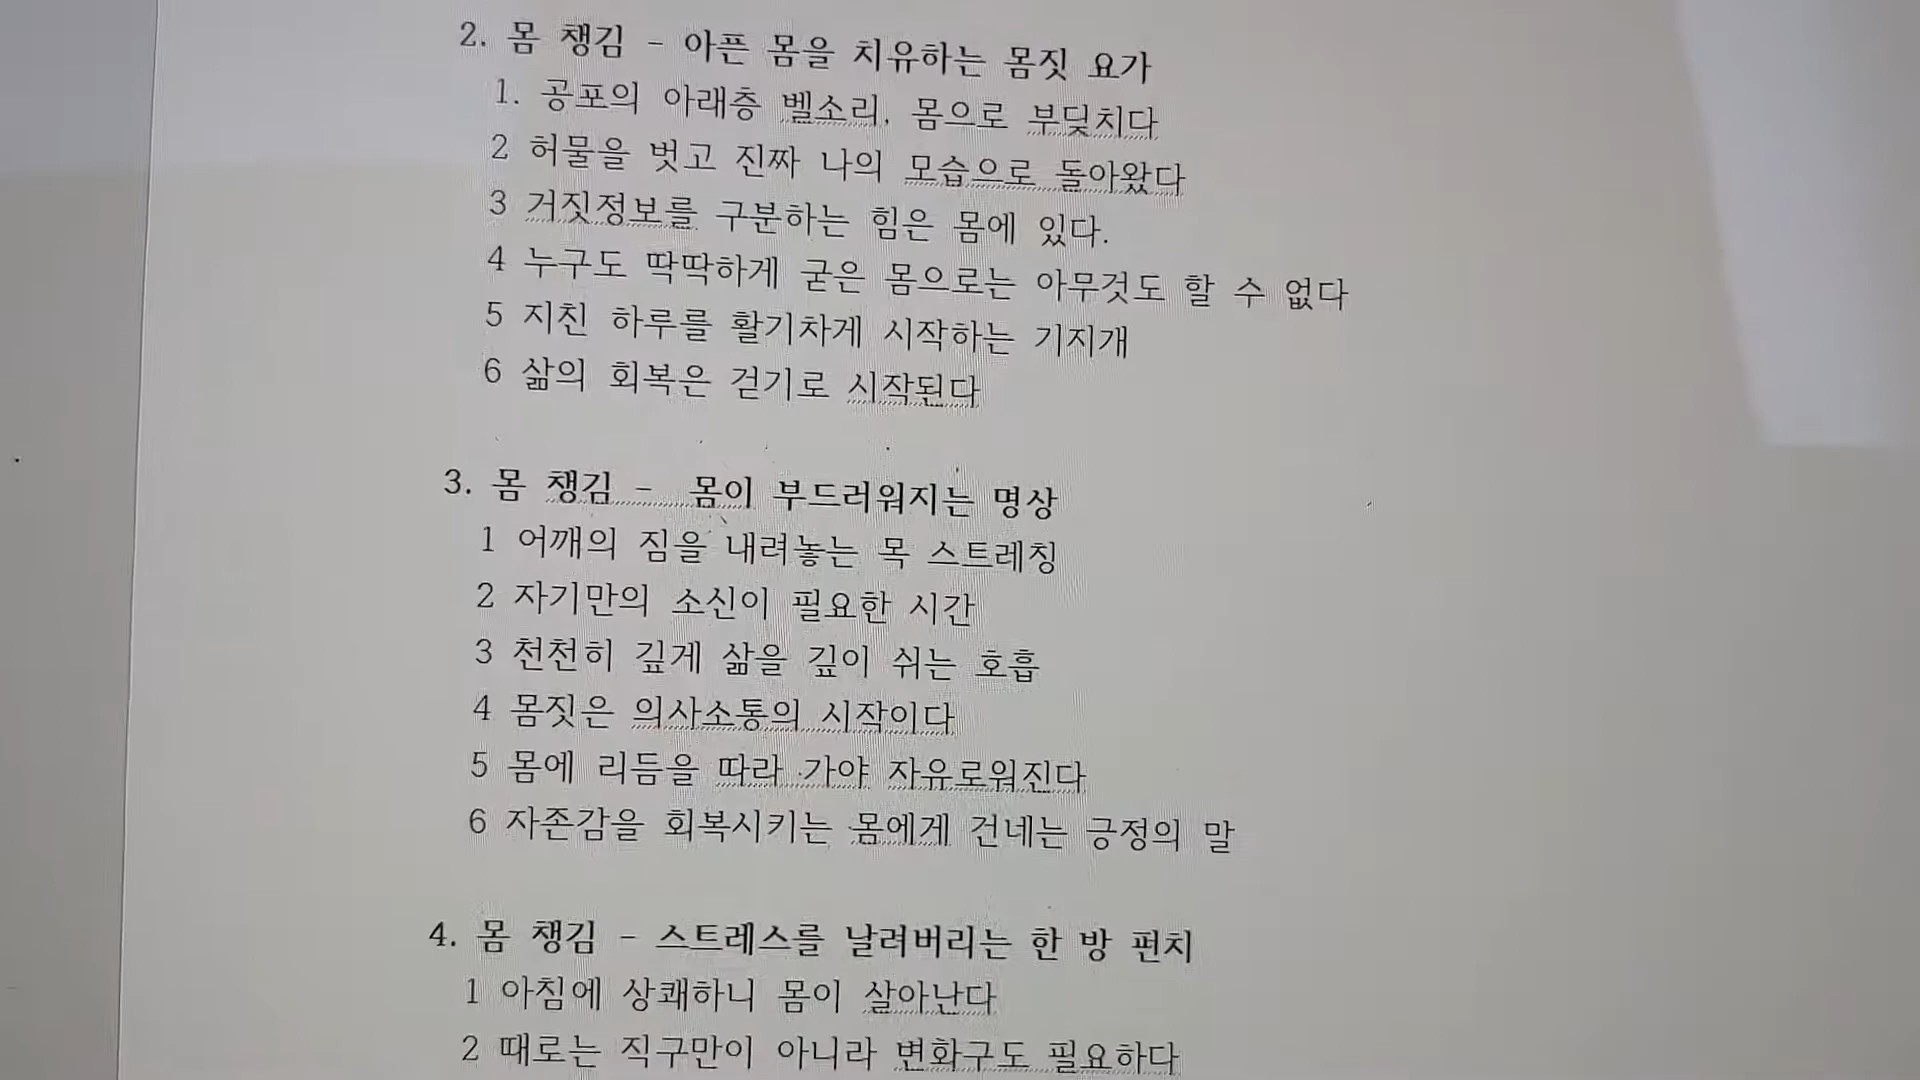 2. 몸 챙김 - 아픈 몸을 치유하는 몸짓 요가
1. 공포의 아래층 벨소리, 몸으로 부딪치다
2 허물을 벗고 진짜 나의 모습으로 돌아왔다
3 거짓정보를 구분하는 힘은 몸에 있다.
4 누구도 딱딱하게 굳은 몸으로는 아무것도 할 수 없다
5 지친 하루를 활기차게 시작하는 기지개
6 삶의 회복은 걷기로 시작된다
3. 몸 챙김 - 몸이 부드러워지는 명상
1 어깨의 짐을 내려놓는 목 스트레칭
2 자기만의 소신이 필요한 시간
3 천천히 깊게 삶을 깊이 쉬는 호흡
4 몸짓은 의사소통의 시작이다
5 몸에 리듬을 따라 가야 자유로워진다
6 자존감을 회복시키는 몸에게 건네는 긍정의 말
4. 몸 챙김 - 스트레스를 날려버리는 한 방 펀치
1 아침에 상쾌하니 몸이 살아난다
2 때로는 직구만이 아니라 변화구도 필요하다